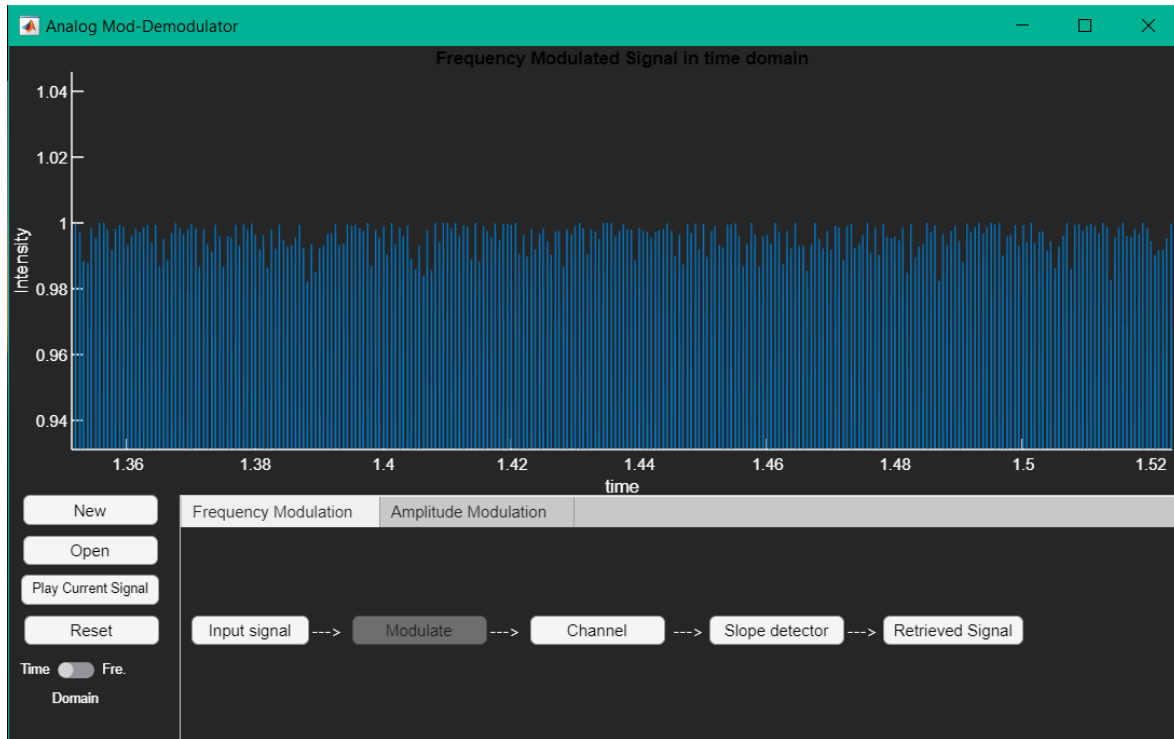 Analog Mod-Demodulator
Frequency Modulated Signal in time domain
1.04
1.02
1
0.98
0.96
0.94
Intensity
1.36 1.38 1.4 1.42 1.44 1.46 1.48 1.5 1.52
time
New
Open
Play Current Signal
Reset
Time Fre.
Domain
Frequency Modulation Amplitude Modulation
Input signal ---> Modulate ---> Channel ---> Slope detector ---> Retrieved Signal